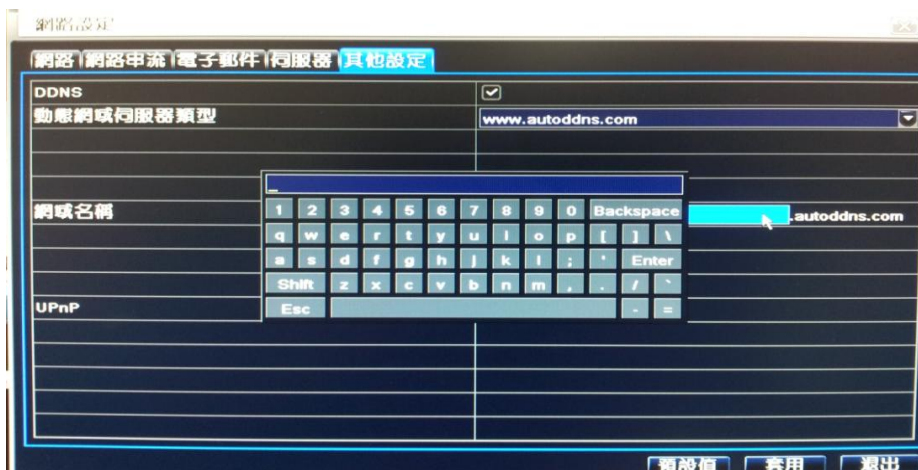 網路設定
網路 網路串流 電子郵件 伺服器 其他設定
DDNS
動態網域伺服器類型 www.autoddns.com
網域名稱 .autoddns.com
1 2 3 4 5 6 7 8 9 0 Backspace
q w e r t y u i o p [ ] \
a s d f g h j k l ; ' Enter
Shift z x c v b n m , . / `
UPnP
Esc - =
預設值 套用 退出